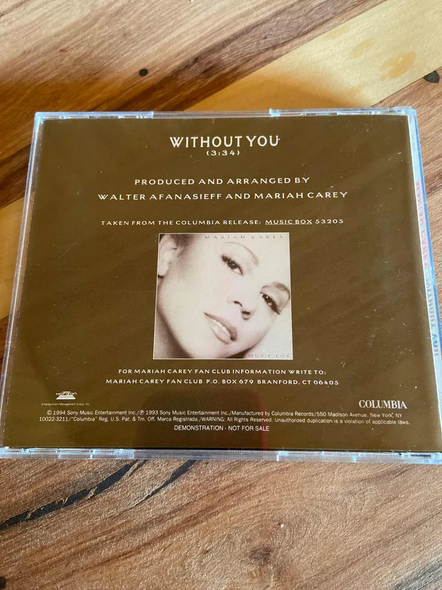 WITHOUT YOU
(3:34)
PRODUCED AND ARRANGED BY
WALTER AFANASIEFF AND MARIAH CAREY
TAKEN FROM THE COLUMBIA RELEASE: MUSIC BOX 53205
MARIAH CAREY
MUSIC BOX
FOR MARIAH CAREY FAN CLUB INFORMATION WRITE TO:
MARIAH CAREY FAN CLUB P.O. BOX 679 BRANFORD, CT 06405
COLUMBIA
© 1994 Sony Music Entertainment Inc./℗ 1993 Sony Music Entertainment Inc./Manufactured by Columbia Records/550 Madison Avenue, New York, NY
10022-3211/"Columbia" Reg. U.S. Pat. & Tm. Off. Marca Registrada./WARNING: All Rights Reserved. Unauthorized duplication is a violation of applicable laws.
DEMONSTRATION - NOT FOR SALE